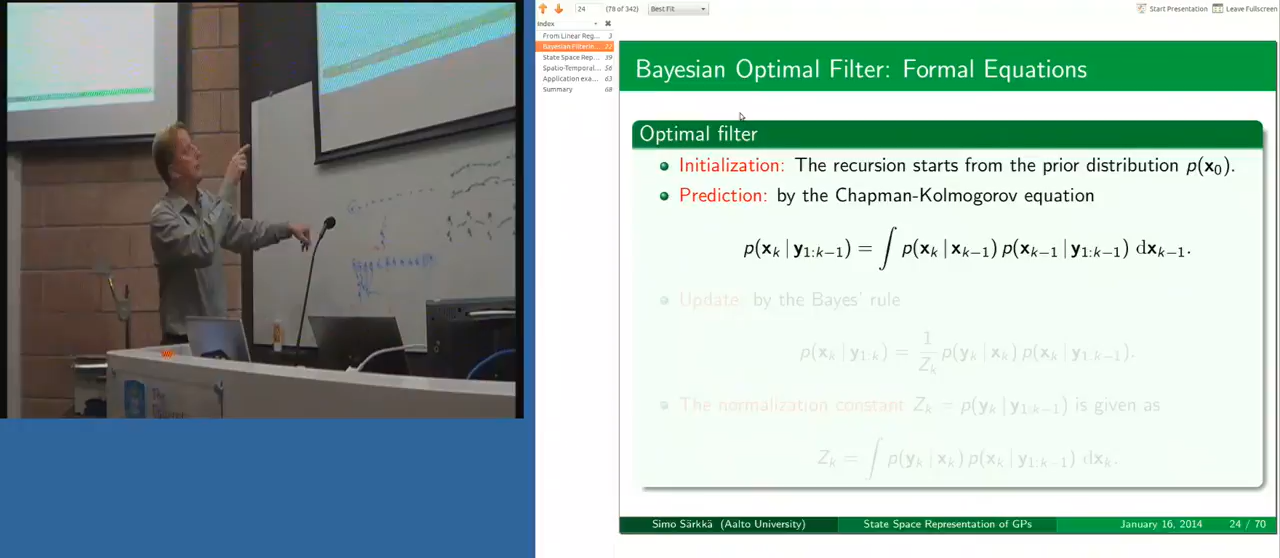 24 (78 of 342) Best Fit Start Presentation Leave Fullscreen
Index
From Linear Reg... 3
Bayesian Filterin... 22
State Space Rep... 39
Spatio-Temporal... 56
Application exa... 63
Summary 68
Bayesian Optimal Filter: Formal Equations
Optimal filter
Initialization: The recursion starts from the prior distribution p(x₀).
Prediction: by the Chapman-Kolmogorov equation
p(xₖ | y₁:ₖ₋₁) = ∫ p(xₖ | xₖ₋₁) p(xₖ₋₁ | y₁:ₖ₋₁) dxₖ₋₁.
Update: by the Bayes' rule
p(xₖ | y₁:ₖ) = 1/Zₖ p(yₖ | xₖ) p(xₖ | y₁:ₖ₋₁).
The normalization constant Zₖ = p(yₖ | y₁:ₖ₋₁) is given as
Zₖ = ∫ p(yₖ | xₖ) p(xₖ | y₁:ₖ₋₁) dxₖ.
Simo Särkkä (Aalto University) State Space Representation of GPs January 16, 2014 24 / 70